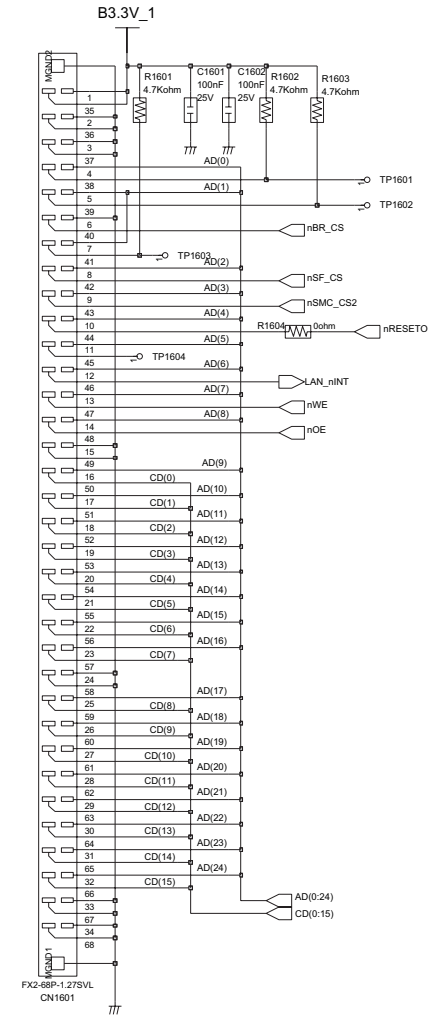 B3.3V_1
MGND2
R1601
4.7Kohm
C1601
100nF
25V
C1602
100nF
25V
R1602
4.7Kohm
R1603
4.7Kohm
1
35
2
36
3
37
AD(0)
4
TP1601
38
AD(1)
5
TP1602
39
6
nBR_CS
40
7
TP1603
41
AD(2)
8
nSF_CS
42
AD(3)
9
nSMC_CS2
43
AD(4)
10
R1604
0ohm
nRESETO
44
AD(5)
11
TP1604
45
AD(6)
12
LAN_nINT
46
AD(7)
13
nWE
47
AD(8)
14
nOE
48
15
49
AD(9)
16
CD(0)
50
AD(10)
17
CD(1)
51
AD(11)
18
CD(2)
52
AD(12)
19
CD(3)
53
AD(13)
20
CD(4)
54
AD(14)
21
CD(5)
55
AD(15)
22
CD(6)
56
AD(16)
23
CD(7)
57
24
58
AD(17)
25
CD(8)
59
AD(18)
26
CD(9)
60
AD(19)
27
CD(10)
61
AD(20)
28
CD(11)
62
AD(21)
29
CD(12)
63
AD(22)
30
CD(13)
64
AD(23)
31
CD(14)
65
AD(24)
32
CD(15)
66
33
67
34
68
AD(0:24)
CD(0:15)
MGND1
FX2-68P-1.27SVL
CN1601